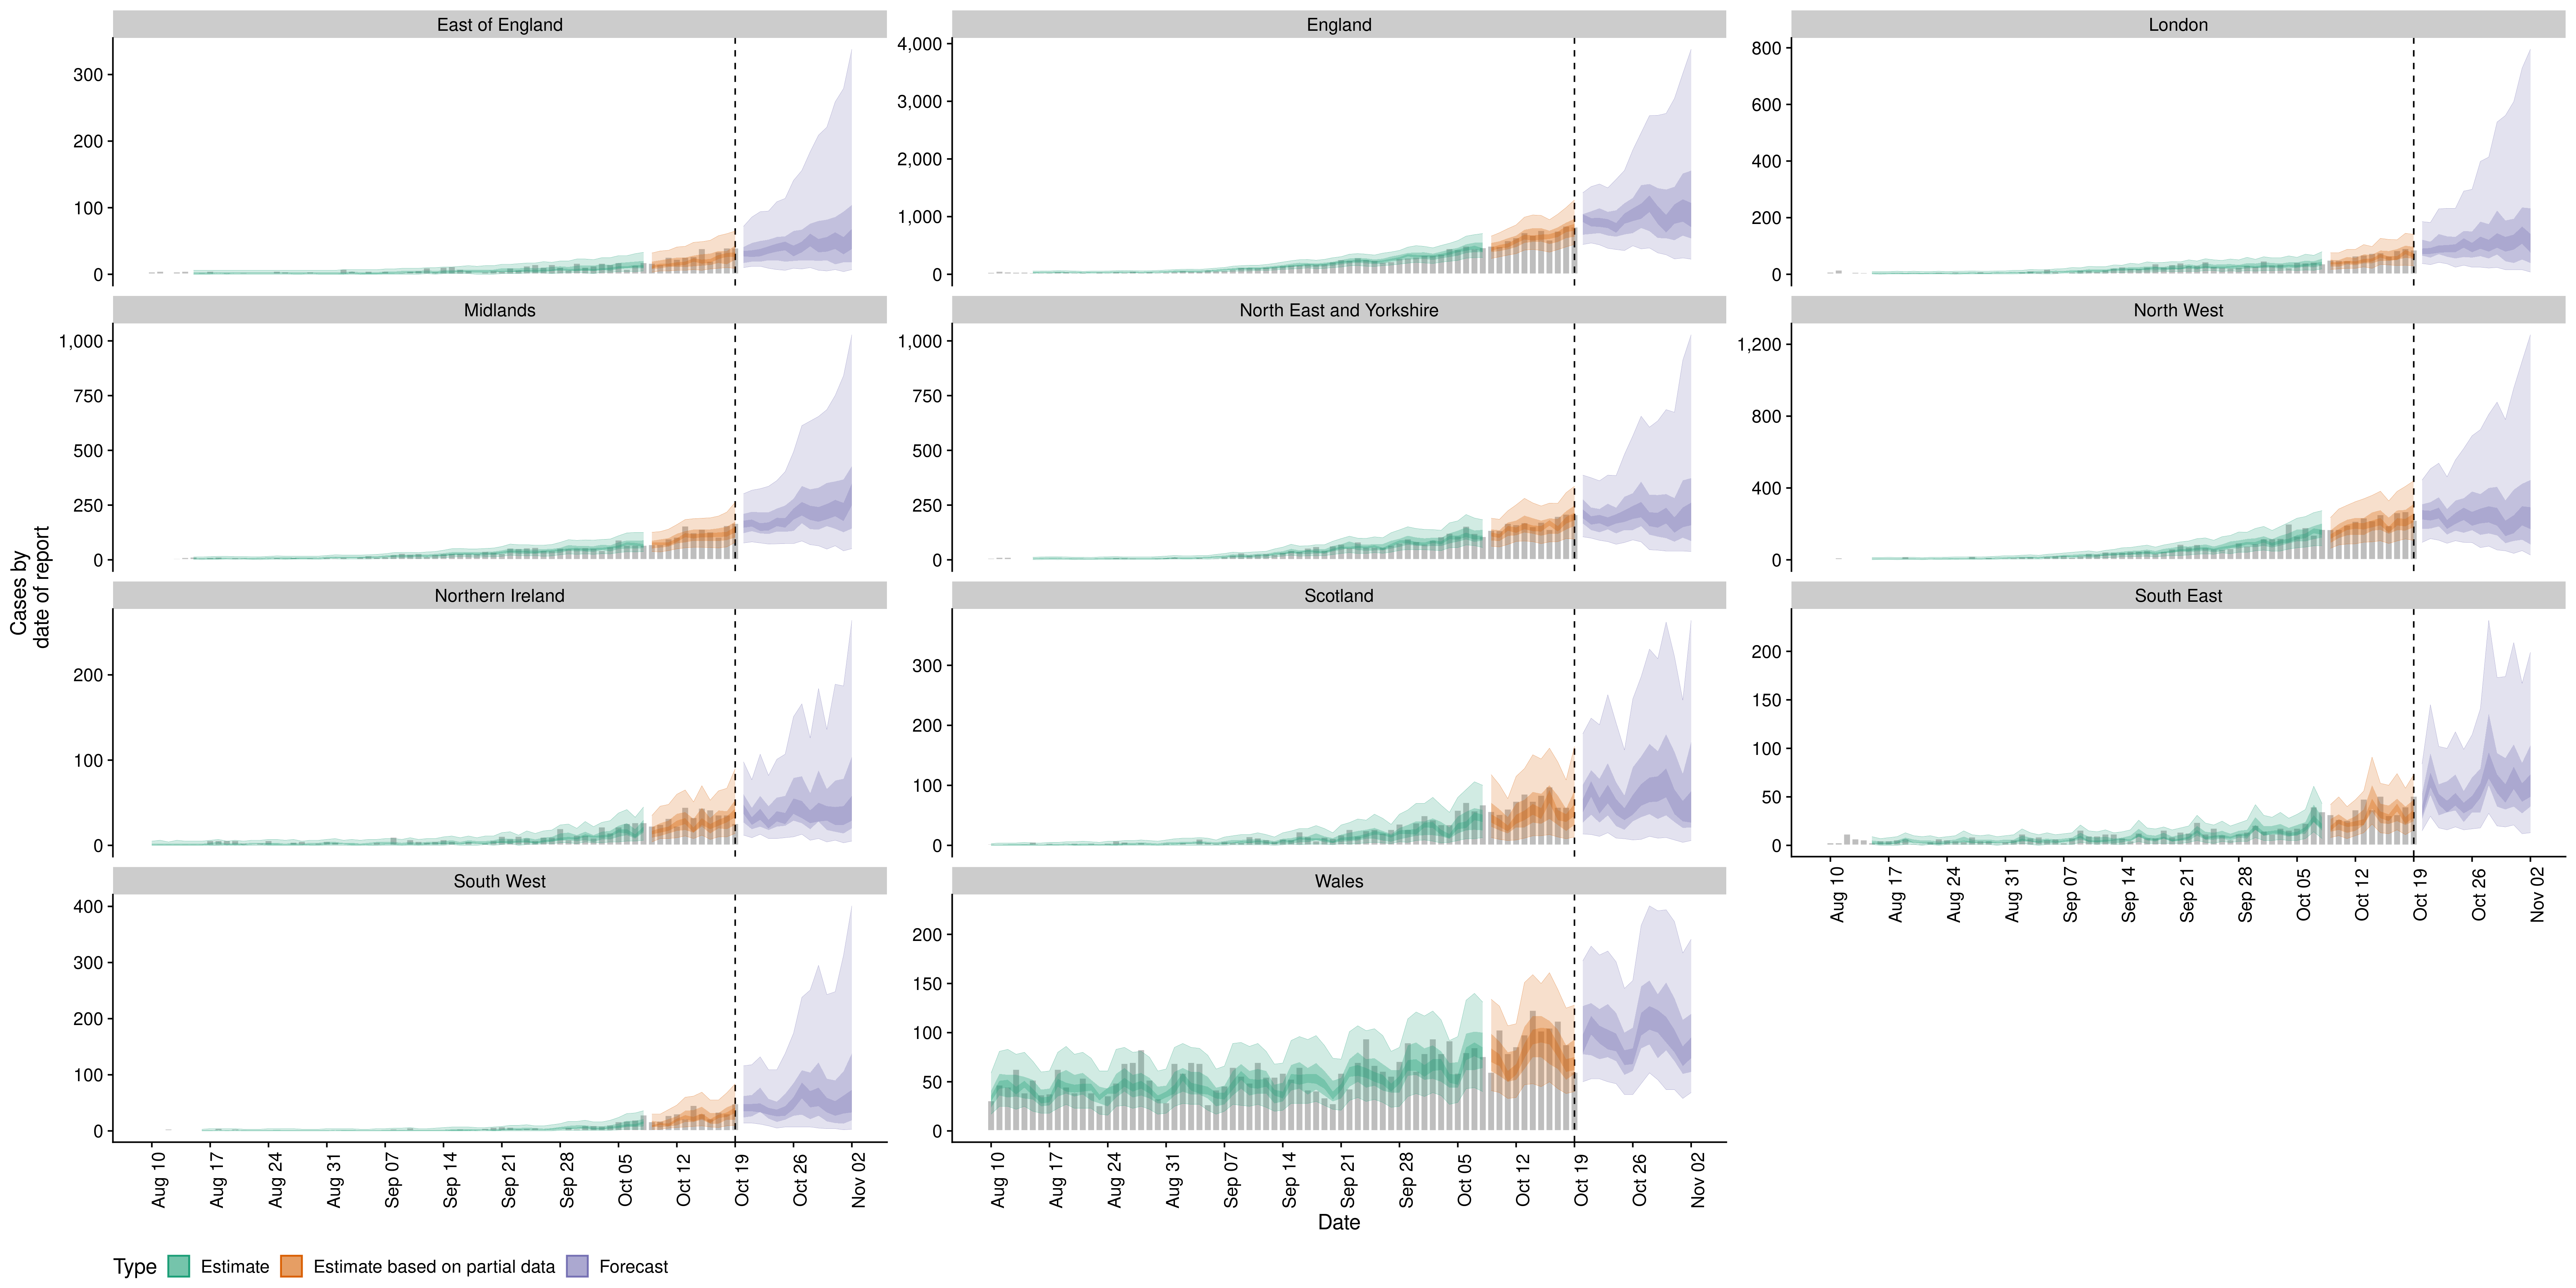 East of England
England
London
300
200
100
0
4,000
3,000
2,000
1,000
0
800
600
400
200
0
Midlands
North East and Yorkshire
North West
1,000
750
500
250
0
1,000
750
500
250
0
1,200
800
400
0
Cases by
date of report
Northern Ireland
Scotland
South East
200
100
0
300
200
100
0
200
150
100
50
0
Aug 10
Aug 17
Aug 24
Aug 31
Sep 07
Sep 14
Sep 21
Sep 28
Oct 05
Oct 12
Oct 19
Oct 26
Nov 02
South West
Wales
400
300
200
100
0
200
150
100
50
0
Aug 10
Aug 17
Aug 24
Aug 31
Sep 07
Sep 14
Sep 21
Sep 28
Oct 05
Oct 12
Oct 19
Oct 26
Nov 02
Aug 10
Aug 17
Aug 24
Aug 31
Sep 07
Sep 14
Sep 21
Sep 28
Oct 05
Oct 12
Oct 19
Oct 26
Nov 02
Date
Type Estimate Estimate based on partial data Forecast